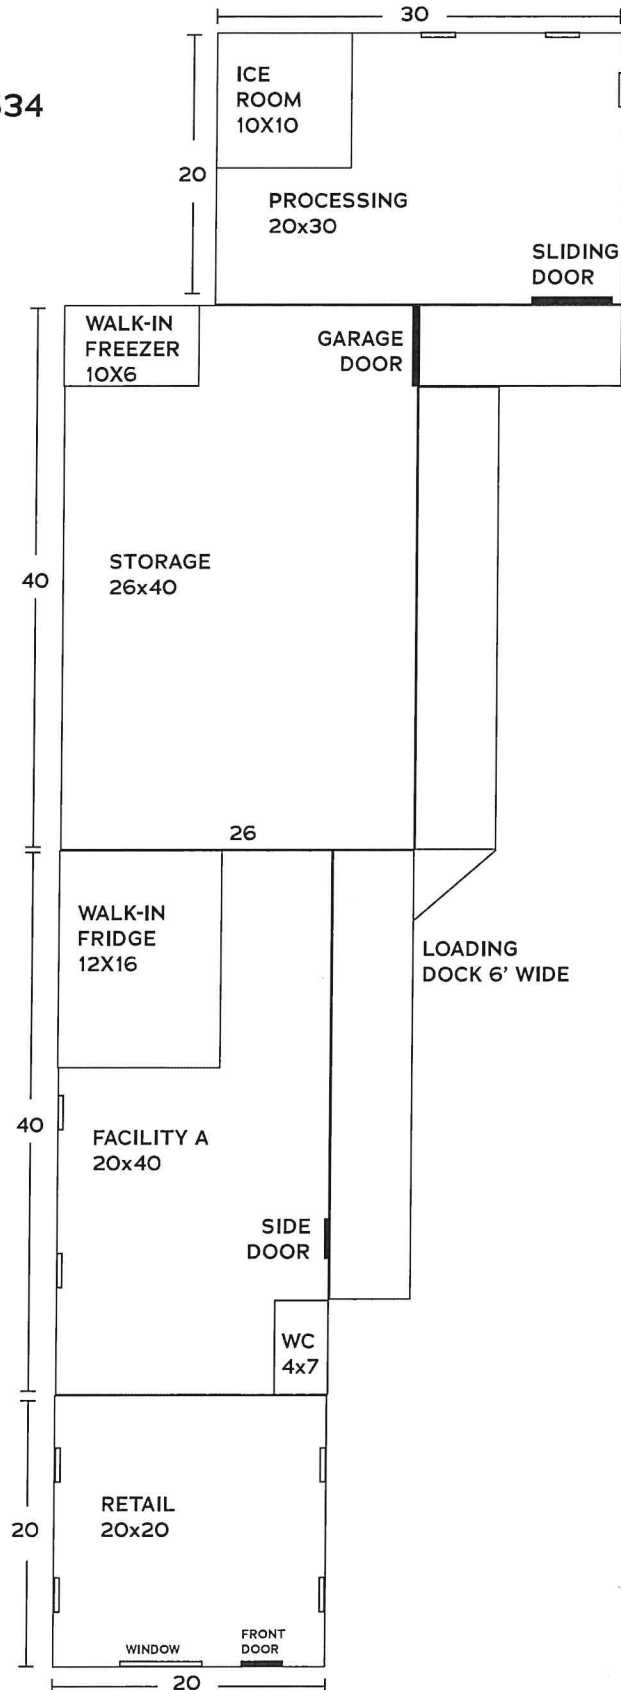 30
ICE
ROOM
10X10
20
PROCESSING
20x30
SLIDING
DOOR
WALK-IN
FREEZER
10X6
GARAGE
DOOR
STORAGE
26x40
40
26
WALK-IN
FRIDGE
12X16
LOADING
DOCK 6' WIDE
40
FACILITY A
20x40
SIDE
DOOR
WC
4x7
RETAIL
20x20
20
WINDOW
FRONT
DOOR
20